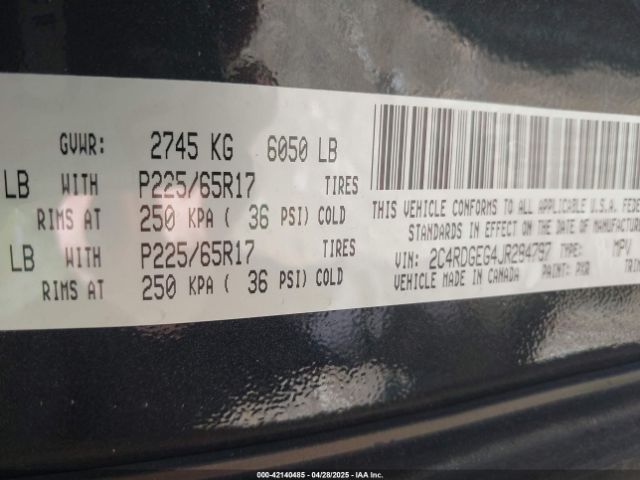 GVWR: 2745 KG 6050 LB
LB WITH P225/65R17 TIRES
RIMS AT 250 KPA ( 36 PSI) COLD
LB WITH P225/65R17 TIRES
RIMS AT 250 KPA ( 36 PSI) COLD
THIS VEHICLE CONFORMS TO ALL APPLICABLE U.S.A. FEDER
STANDARDS IN EFFECT ON THE DATE OF MANUFACTUR
VIN: 2C4RDGEG4JR294797 TYPE: MPV
VEHICLE MADE IN CANADA PAINT: PXR TRIM
000-42140485 - 04/28/2025 - IAA Inc.